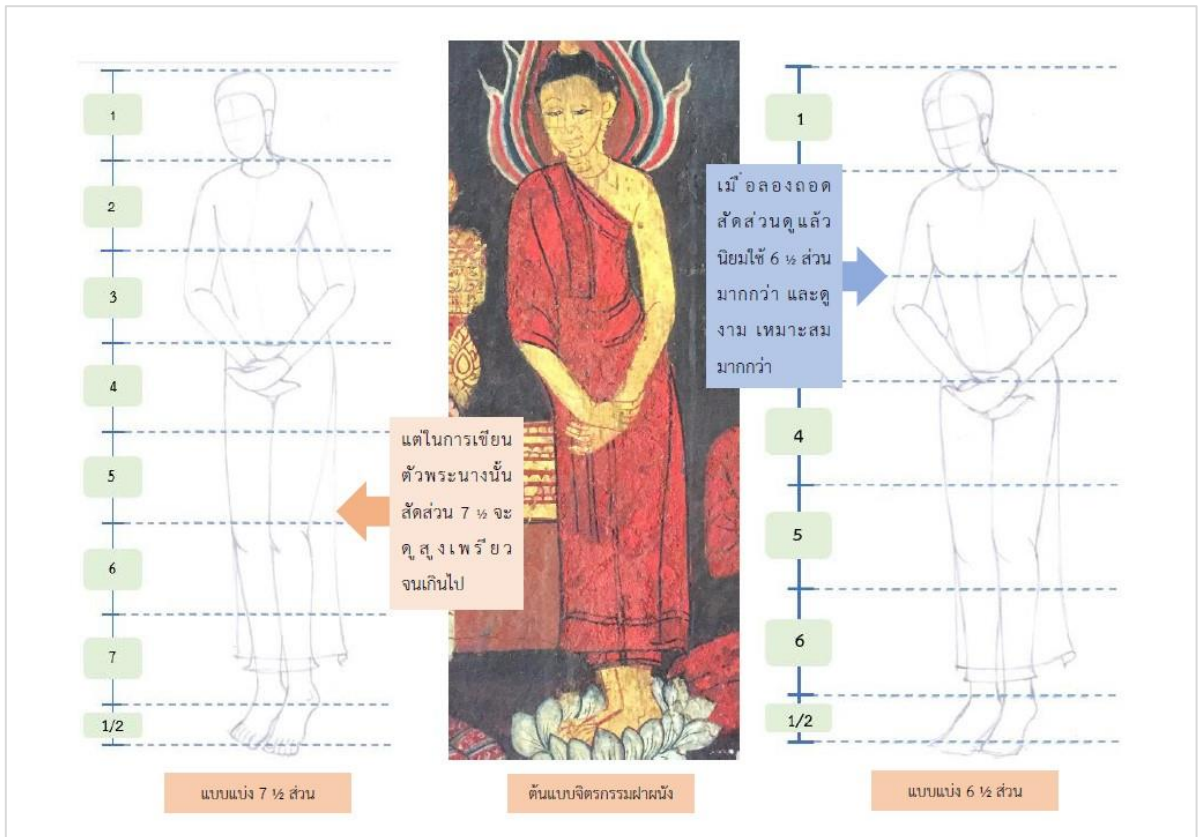 1
2
3
4
5
6
7
1/2
แบบแบ่ง 7 ½ ส่วน
แต่ในการเขียน
ตัวพระนางนั้น
สัดส่วน 7 ½ จะ
ดูสูงเพรียว
จนเกินไป
ต้นแบบจิตรกรรมฝาผนัง
เมื่อลองถอด
สัดส่วนดูแล้ว
นิยมใช้ 6 ½ ส่วน
มากกว่า และดู
งาม เหมาะสม
มากกว่า
1
4
5
6
1/2
แบบแบ่ง 6 ½ ส่วน